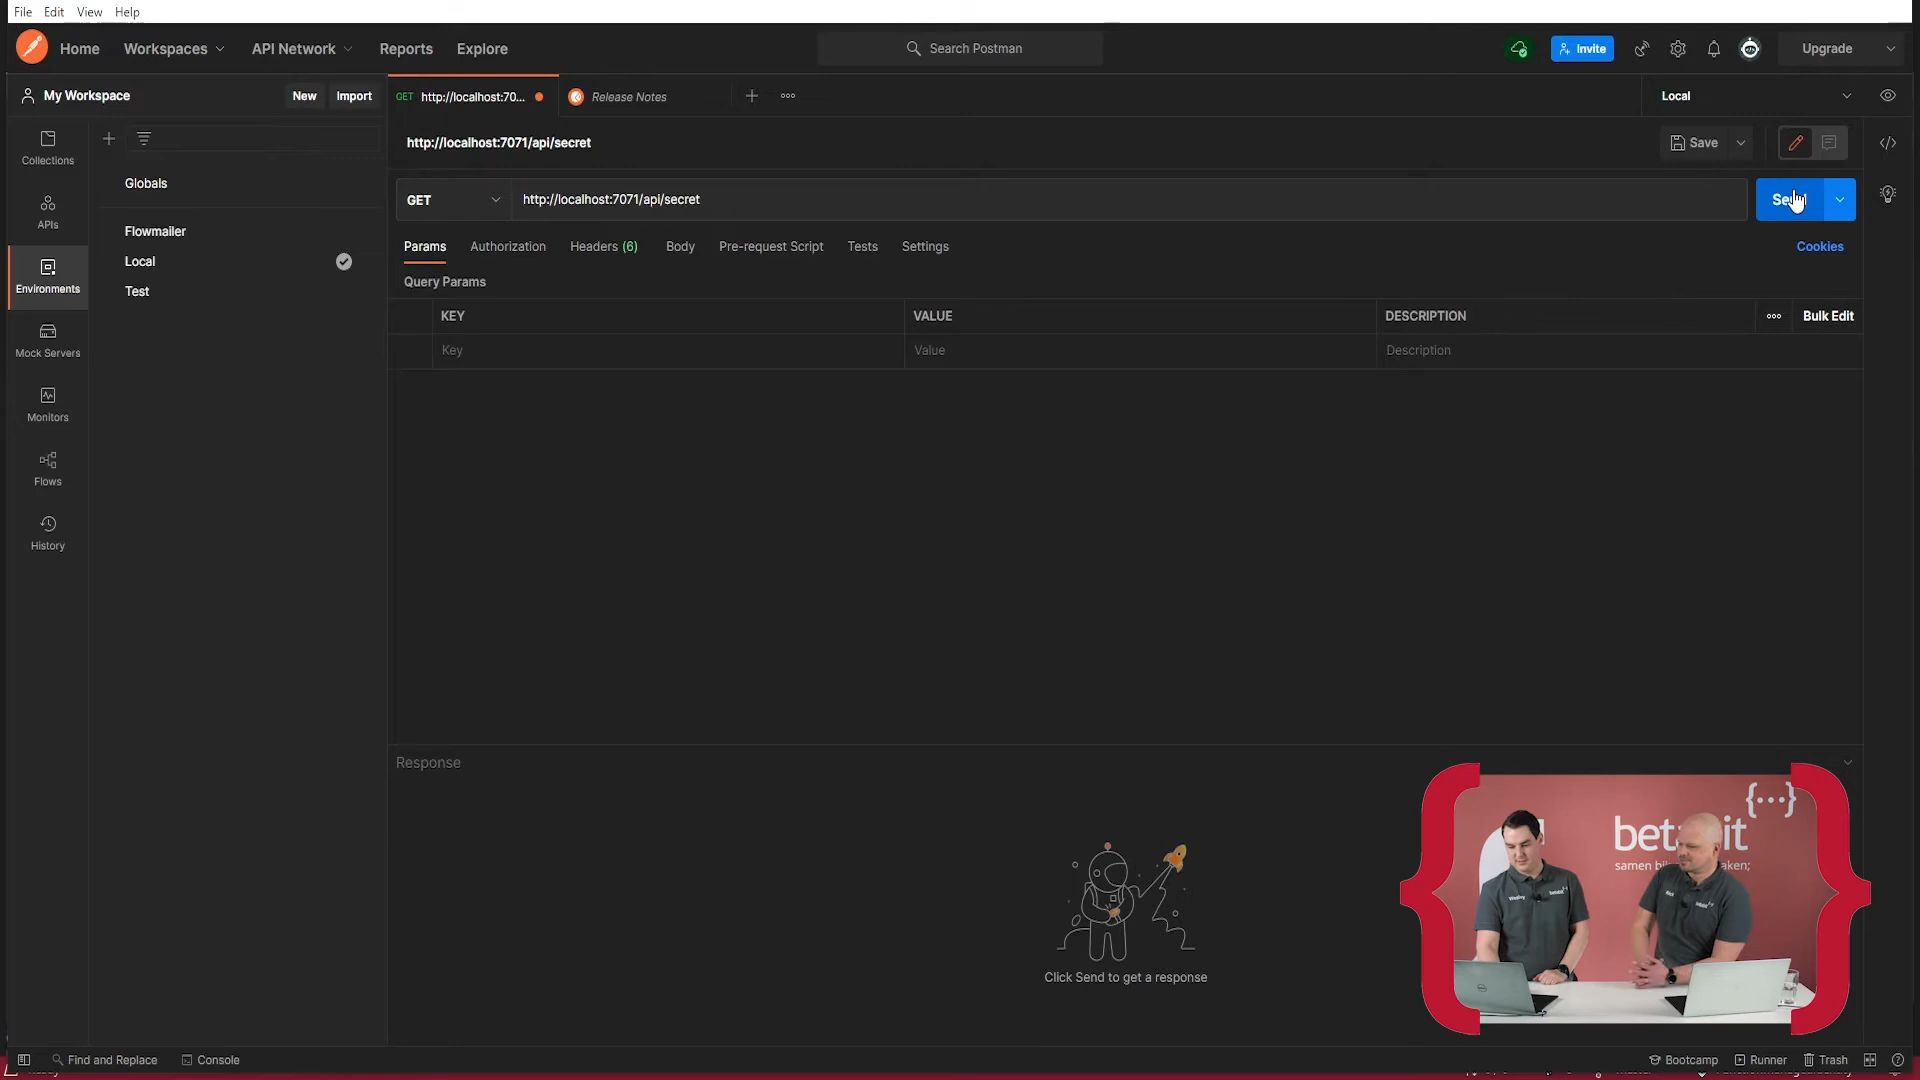 File Edit View Help
Home Workspaces API Network Reports Explore
Search Postman
Invite
Upgrade
My Workspace
New
Import
GET http://localhost:70...
Release Notes
Local
http://localhost:7071/api/secret
Save
Collections
APIs
Environments
Mock Servers
Monitors
Flows
History
Globals
Flowmailer
Local
Test
GET
http://localhost:7071/api/secret
Params Authorization Headers (6) Body Pre-request Script Tests Settings
Cookies
Query Params
KEY VALUE DESCRIPTION
Bulk Edit
Key Value Description
Response
Click Send to get a response
{...}
samen
Find and Replace
Console
Bootcamp
Runner
Trash